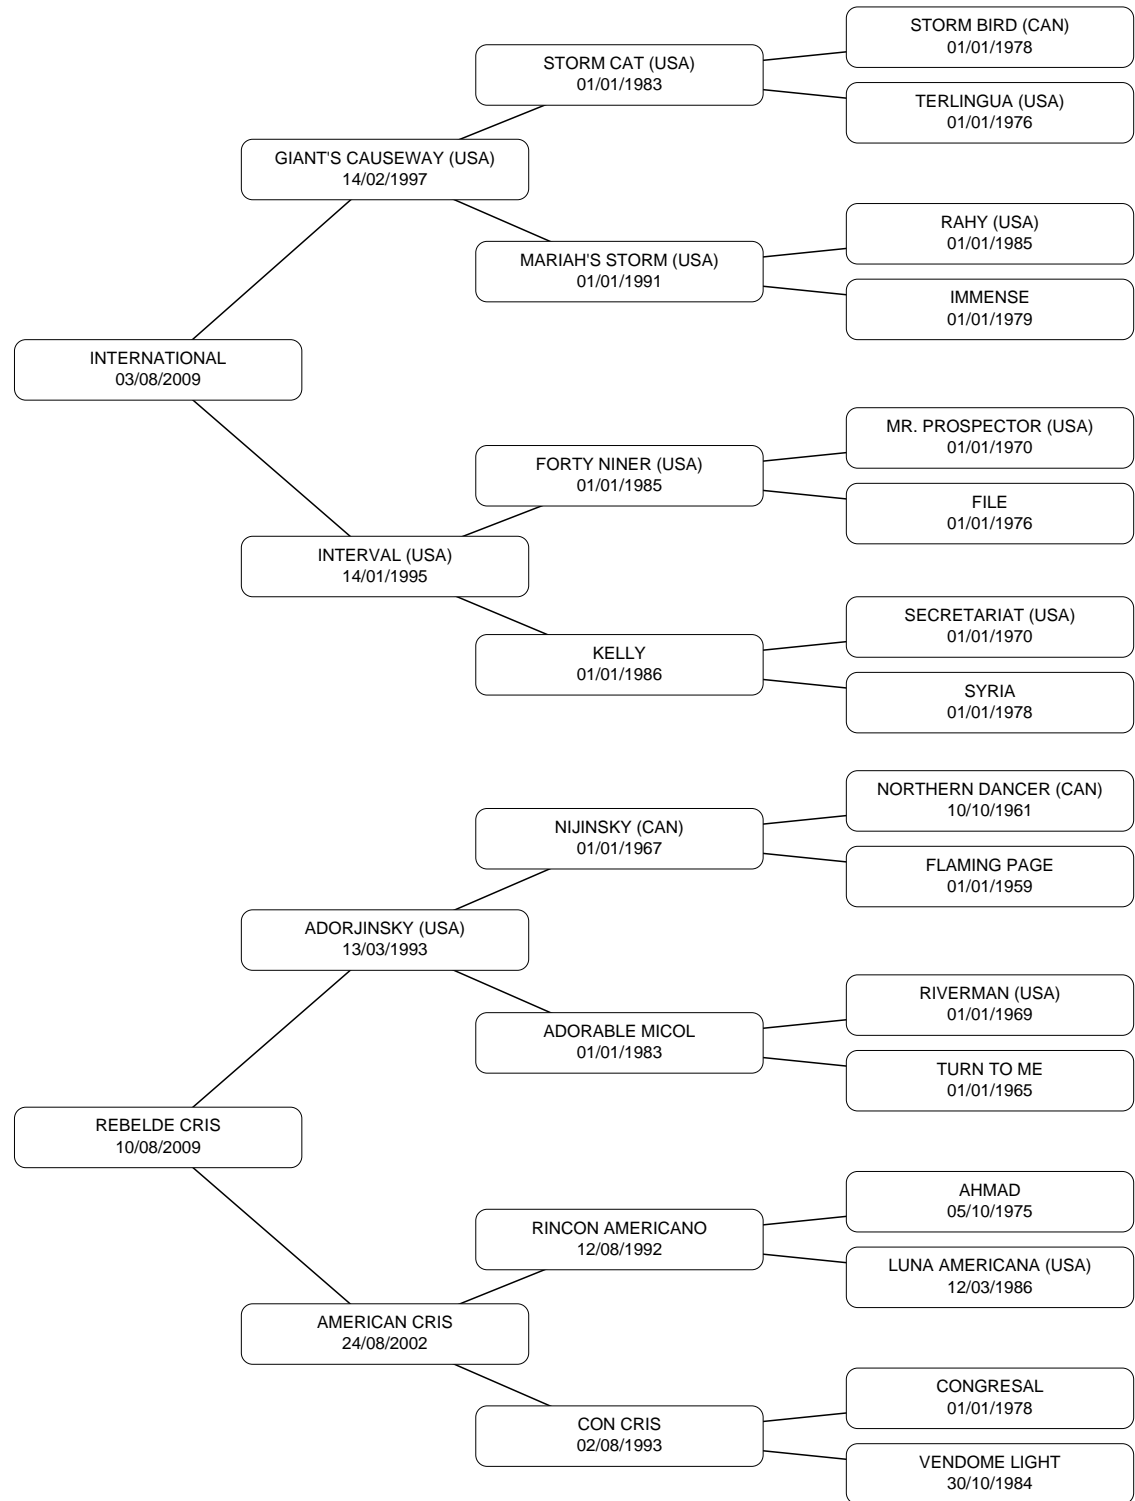 STORM BIRD (CAN)
01/01/1978
STORM CAT (USA)
01/01/1983
TERLINGUA (USA)
01/01/1976
GIANT'S CAUSEWAY (USA)
14/02/1997
RAHY (USA)
01/01/1985
MARIAH'S STORM (USA)
01/01/1991
IMMENSE
01/01/1979
INTERNATIONAL
03/08/2009
MR. PROSPECTOR (USA)
01/01/1970
FORTY NINER (USA)
01/01/1985
FILE
01/01/1976
INTERVAL (USA)
14/01/1995
SECRETARIAT (USA)
01/01/1970
KELLY
01/01/1986
SYRIA
01/01/1978
NORTHERN DANCER (CAN)
10/10/1961
NIJINSKY (CAN)
01/01/1967
FLAMING PAGE
01/01/1959
ADORJINSKY (USA)
13/03/1993
RIVERMAN (USA)
01/01/1969
ADORABLE MICOL
01/01/1983
TURN TO ME
01/01/1965
REBELDE CRIS
10/08/2009
AHMAD
05/10/1975
RINCON AMERICANO
12/08/1992
LUNA AMERICANA (USA)
12/03/1986
AMERICAN CRIS
24/08/2002
CONGRESAL
01/01/1978
CON CRIS
02/08/1993
VENDOME LIGHT
30/10/1984